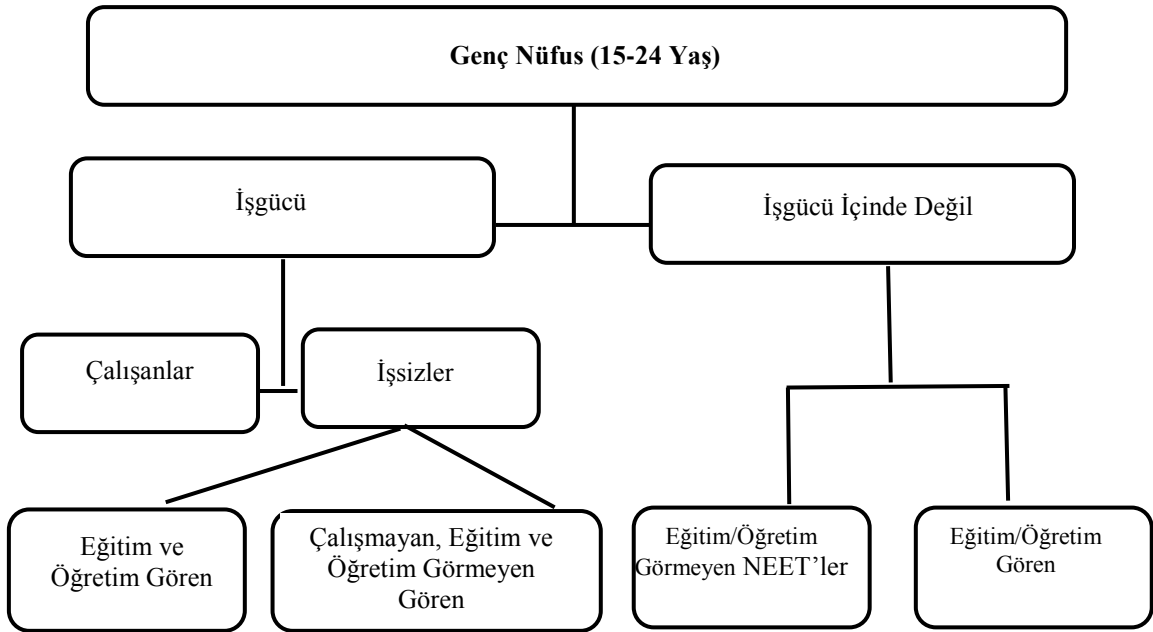 Genç Nüfus (15-24 Yaş)
İşgücü
İşgücü İçinde Değil
Çalışanlar
İşsizler
Eğitim ve
Öğretim Gören
Çalışmayan, Eğitim ve
Öğretim Görmeyen
Gören
Eğitim/Öğretim
Görmeyen NEET’ler
Eğitim/Öğretim
Gören